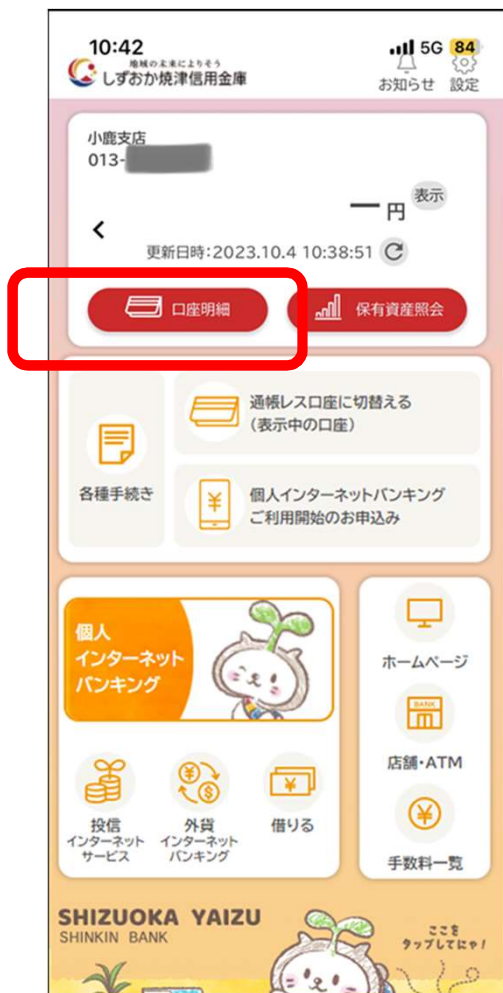 10:42
5G 84
地域の未来によりそう
しずおか焼津信用金庫
お知らせ 設定
小鹿支店
013-
ー円 表示
更新日時:2023.10.4 10:38:51
口座明細
保有資産照会
各種手続き
通帳レス口座に切替える
(表示中の口座)
個人インターネットバンキング
ご利用開始のお申込み
個人
インターネット
バンキング
投信
インターネット
サービス
外貨
インターネット
バンキング
借りる
ホームページ
BANK
店舗・ATM
手数料一覧
SHIZUOKA YAIZU
SHINKIN BANK
ここを
タップしてにゃ!